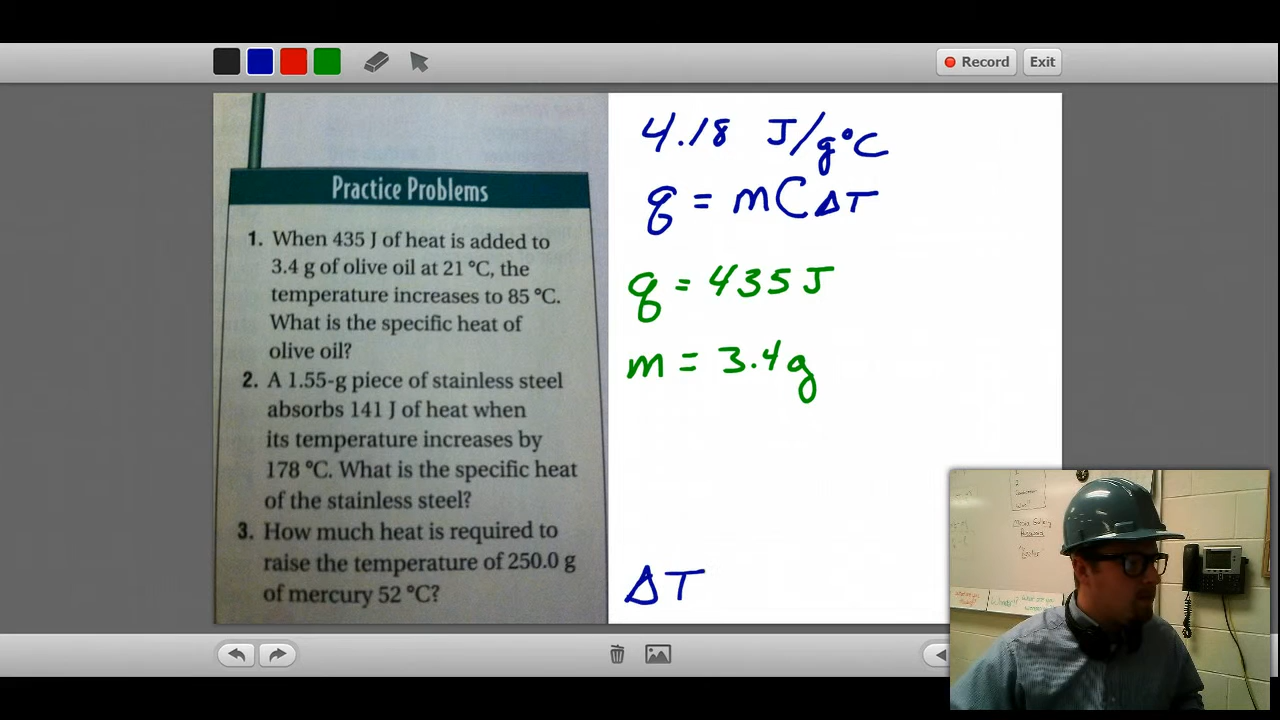 Record
Exit
Practice Problems
1. When 435 J of heat is added to
3.4 g of olive oil at 21 °C, the
temperature increases to 85 °C.
What is the specific heat of
olive oil?
2. A 1.55-g piece of stainless steel
absorbs 141 J of heat when
its temperature increases by
178 °C. What is the specific heat
of the stainless steel?
3. How much heat is required to
raise the temperature of 250.0 g
of mercury 52 °C?
4.18 J/g°C
q = mCΔT
q = 435 J
m = 3.4 g
ΔT